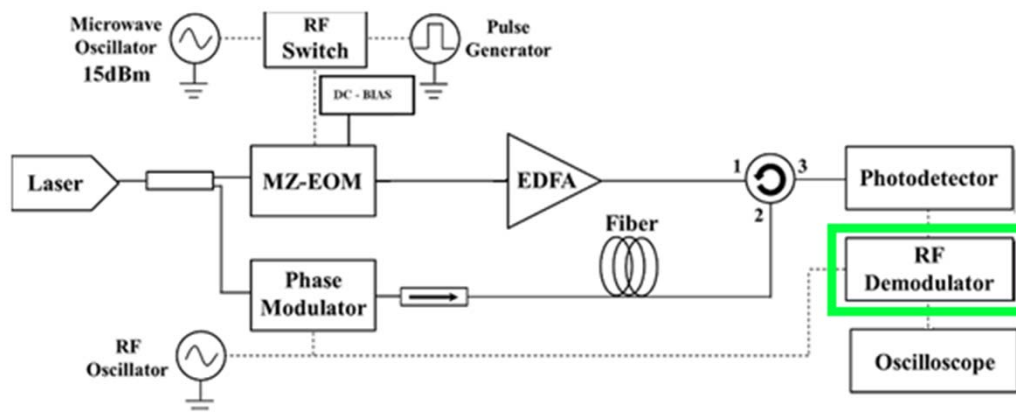 Microwave
Oscillator
15dBm
RF
Switch
Pulse
Generator
DC - BIAS
Laser
MZ-EOM
EDFA
1
3
2
Photodetector
Fiber
Phase
Modulator
RF
Demodulator
RF
Oscillator
Oscilloscope